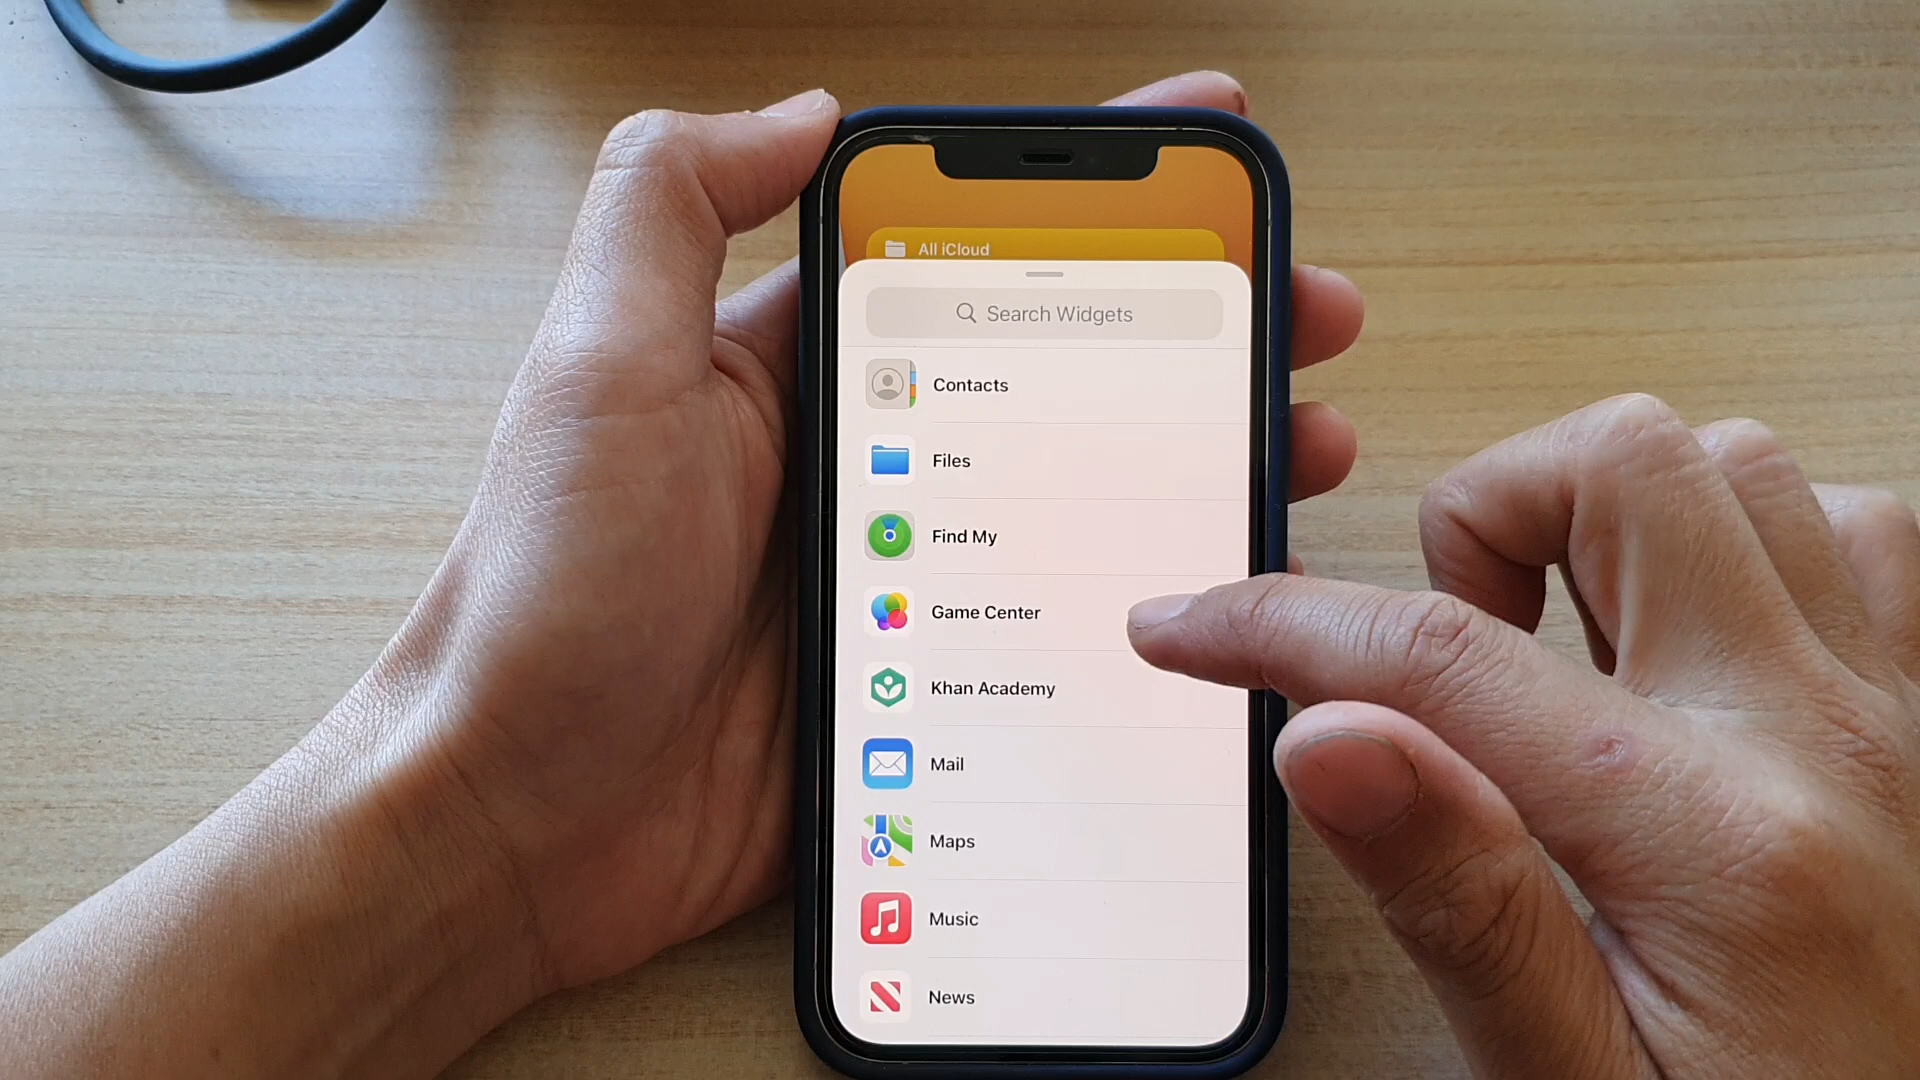 All iCloud
Search Widgets
Contacts
Files
Find My
Game Center
Khan Academy
Mail
Maps
Music
News